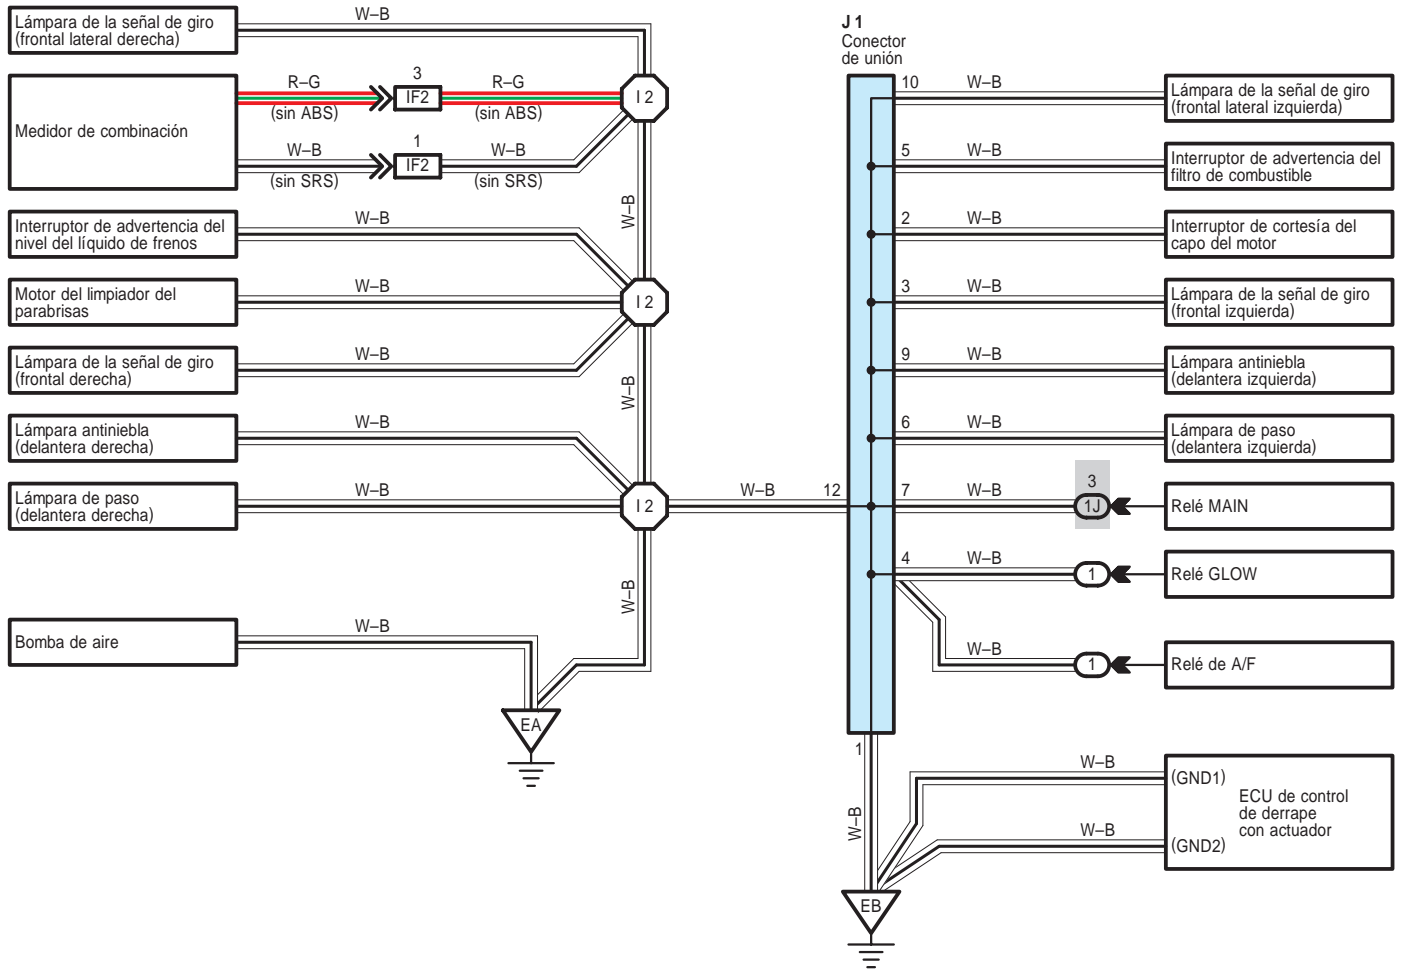 Lámpara de la señal de giro
(frontal lateral derecha)
W–B
Medidor de combinación
R–G
(sin ABS)
3
IF2
R–G
(sin ABS)
I 2
W–B
(sin SRS)
1
IF2
W–B
(sin SRS)
W–B
Interruptor de advertencia del
nivel del líquido de frenos
W–B
Motor del limpiador del
parabrisas
W–B
I 2
Lámpara de la señal de giro
(frontal derecha)
W–B
W–B
Lámpara antiniebla
(delantera derecha)
W–B
Lámpara de paso
(delantera derecha)
W–B
I 2
W–B
12
W–B
Bomba de aire
W–B
EA
J 1
Conector
de unión
10
W–B
Lámpara de la señal de giro
(frontal lateral izquierda)
5
W–B
Interruptor de advertencia del
filtro de combustible
2
W–B
Interruptor de cortesía del
capo del motor
3
W–B
Lámpara de la señal de giro
(frontal izquierda)
9
W–B
Lámpara antiniebla
(delantera izquierda)
6
W–B
Lámpara de paso
(delantera izquierda)
7
W–B
3
1J
Relé MAIN
4
W–B
1
Relé GLOW
W–B
1
Relé de A/F
1
W–B
W–B
(GND1)
ECU de control
de derrape
con actuador
W–B
(GND2)
EB